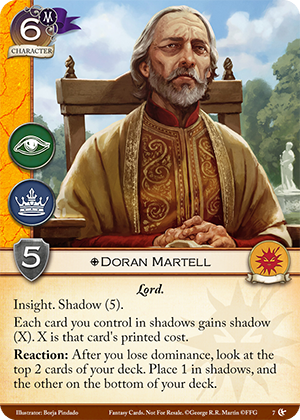 6
M
CHARACTER
5
DORAN MARTELL
Lord.
Insight. Shadow (5).
Each card you control in shadows gains shadow
(X). X is that card's printed cost.
Reaction: After you lose dominance, look at the
top 2 cards of your deck. Place 1 in shadows, and
the other on the bottom of your deck.
Illustrator: Borja Pindado
Fantasy Cards. Not For Resale. ©George R.R. Martin ©FFG
7